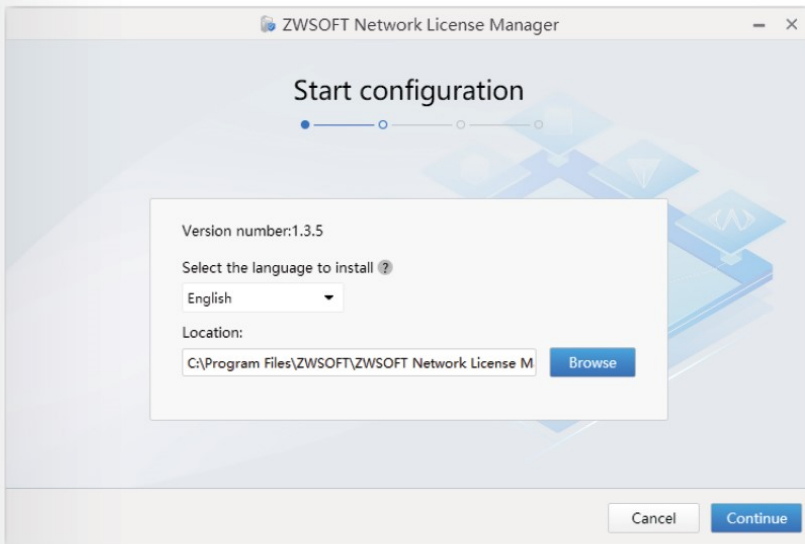 ZWSOFT Network License Manager
Start configuration
Version number:1.3.5
Select the language to install ?
English
Location:
C:\Program Files\ZWSOFT\ZWSOFT Network License M
Browse
Cancel
Continue